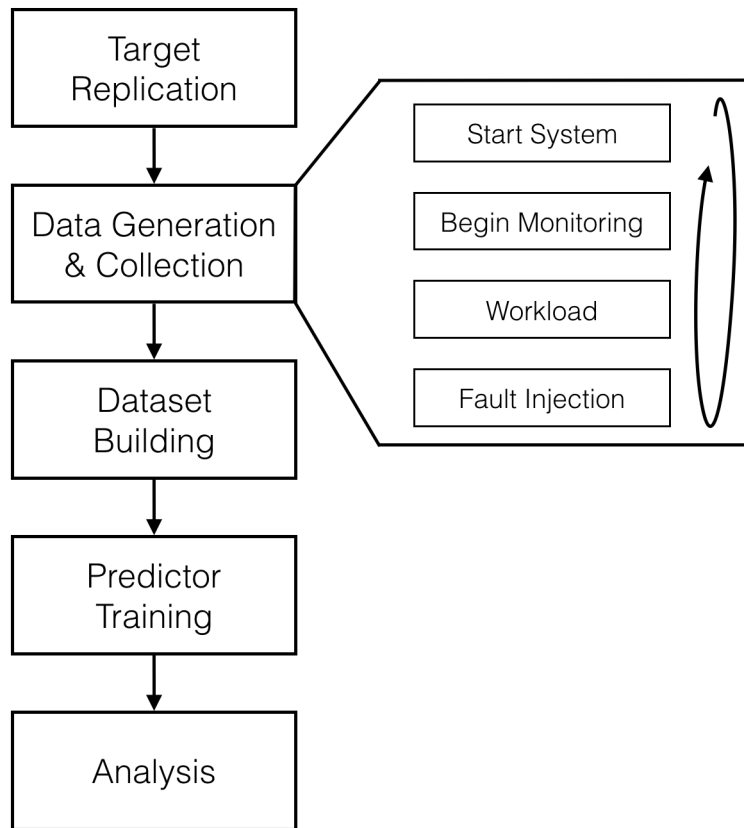 Target
Replication
Data Generation
& Collection
Dataset
Building
Predictor
Training
Analysis
Start System
Begin Monitoring
Workload
Fault Injection